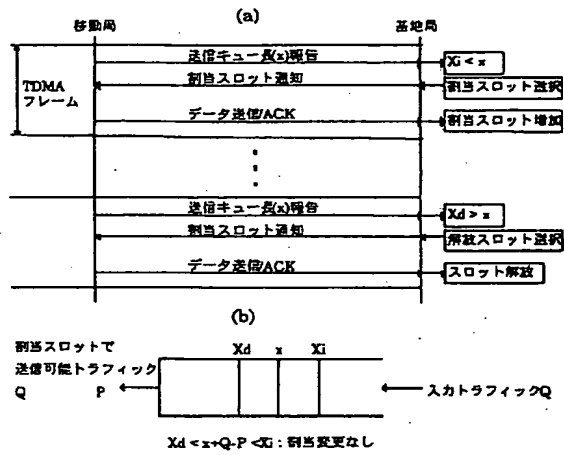 (a)
移動局
基地局
TDMA
フレーム
送信キュー長(x)報告
Xi < x
割当スロット通知
割当スロット選択
データ送信/ACK
割当スロット増加
送信キュー長(x)報告
Xd > x
割当スロット通知
解放スロット選択
データ送信/ACK
スロット解放
(b)
割当スロットで
送信可能トラフィック
Q P
Xd x Xi
入力トラフィックQ
Xd < x+Q-P <Xi : 割当変更なし